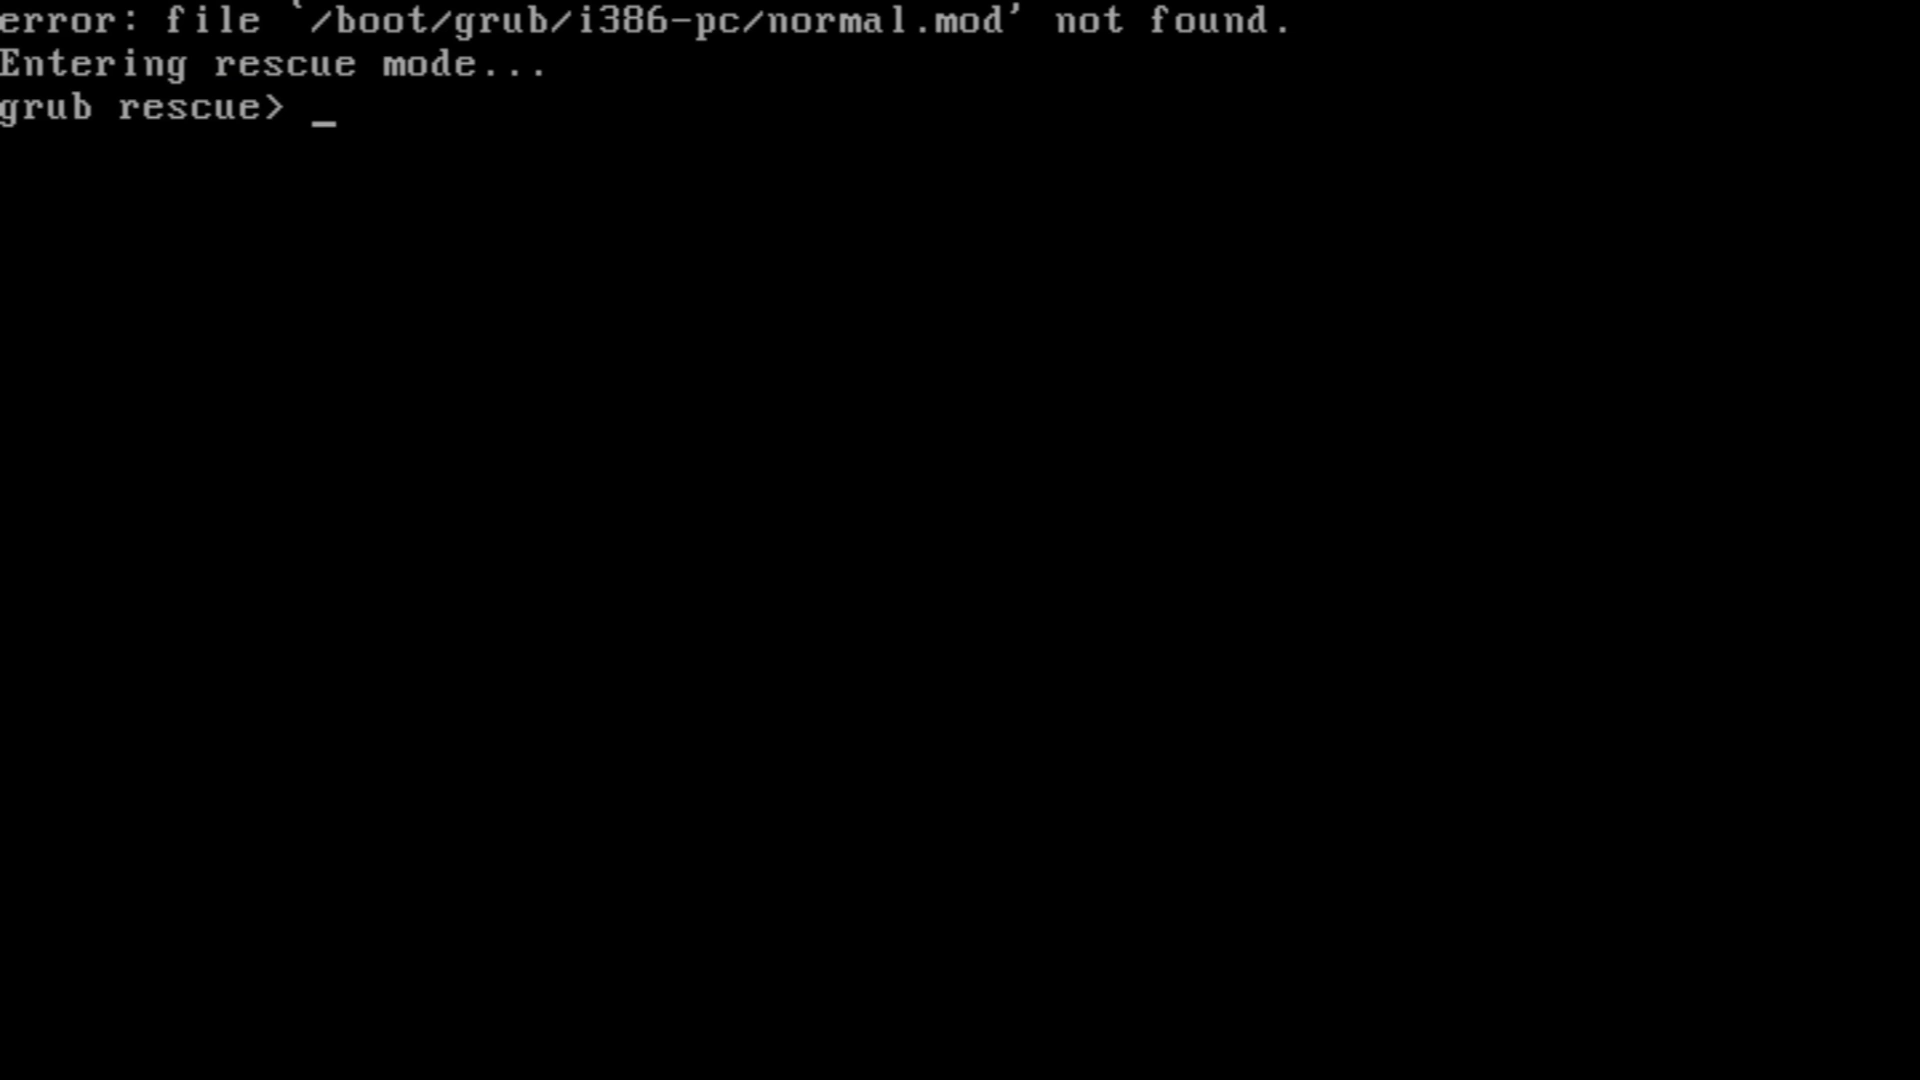 error: file `/boot/grub/i386-pc/normal.mod' not found.
Entering rescue mode...
grub rescue> _